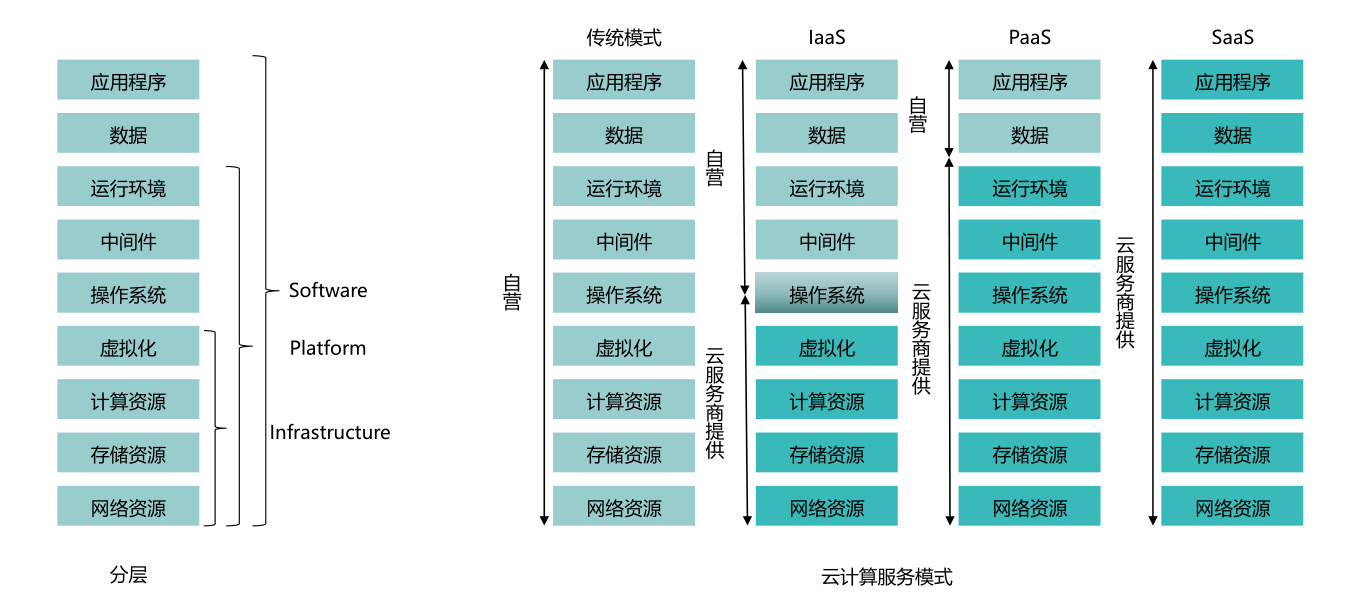 传统模式
IaaS
PaaS
SaaS
应用程序
数据
运行环境
中间件
操作系统
虚拟化
计算资源
存储资源
网络资源
Software
Platform
Infrastructure
分层
自营
应用程序
数据
运行环境
中间件
操作系统
虚拟化
计算资源
存储资源
网络资源
自营
云服务商提供
应用程序
数据
运行环境
中间件
操作系统
虚拟化
计算资源
存储资源
网络资源
自营
云服务商提供
应用程序
数据
运行环境
中间件
操作系统
虚拟化
计算资源
存储资源
网络资源
云服务商提供
应用程序
数据
运行环境
中间件
操作系统
虚拟化
计算资源
存储资源
网络资源
云计算服务模式